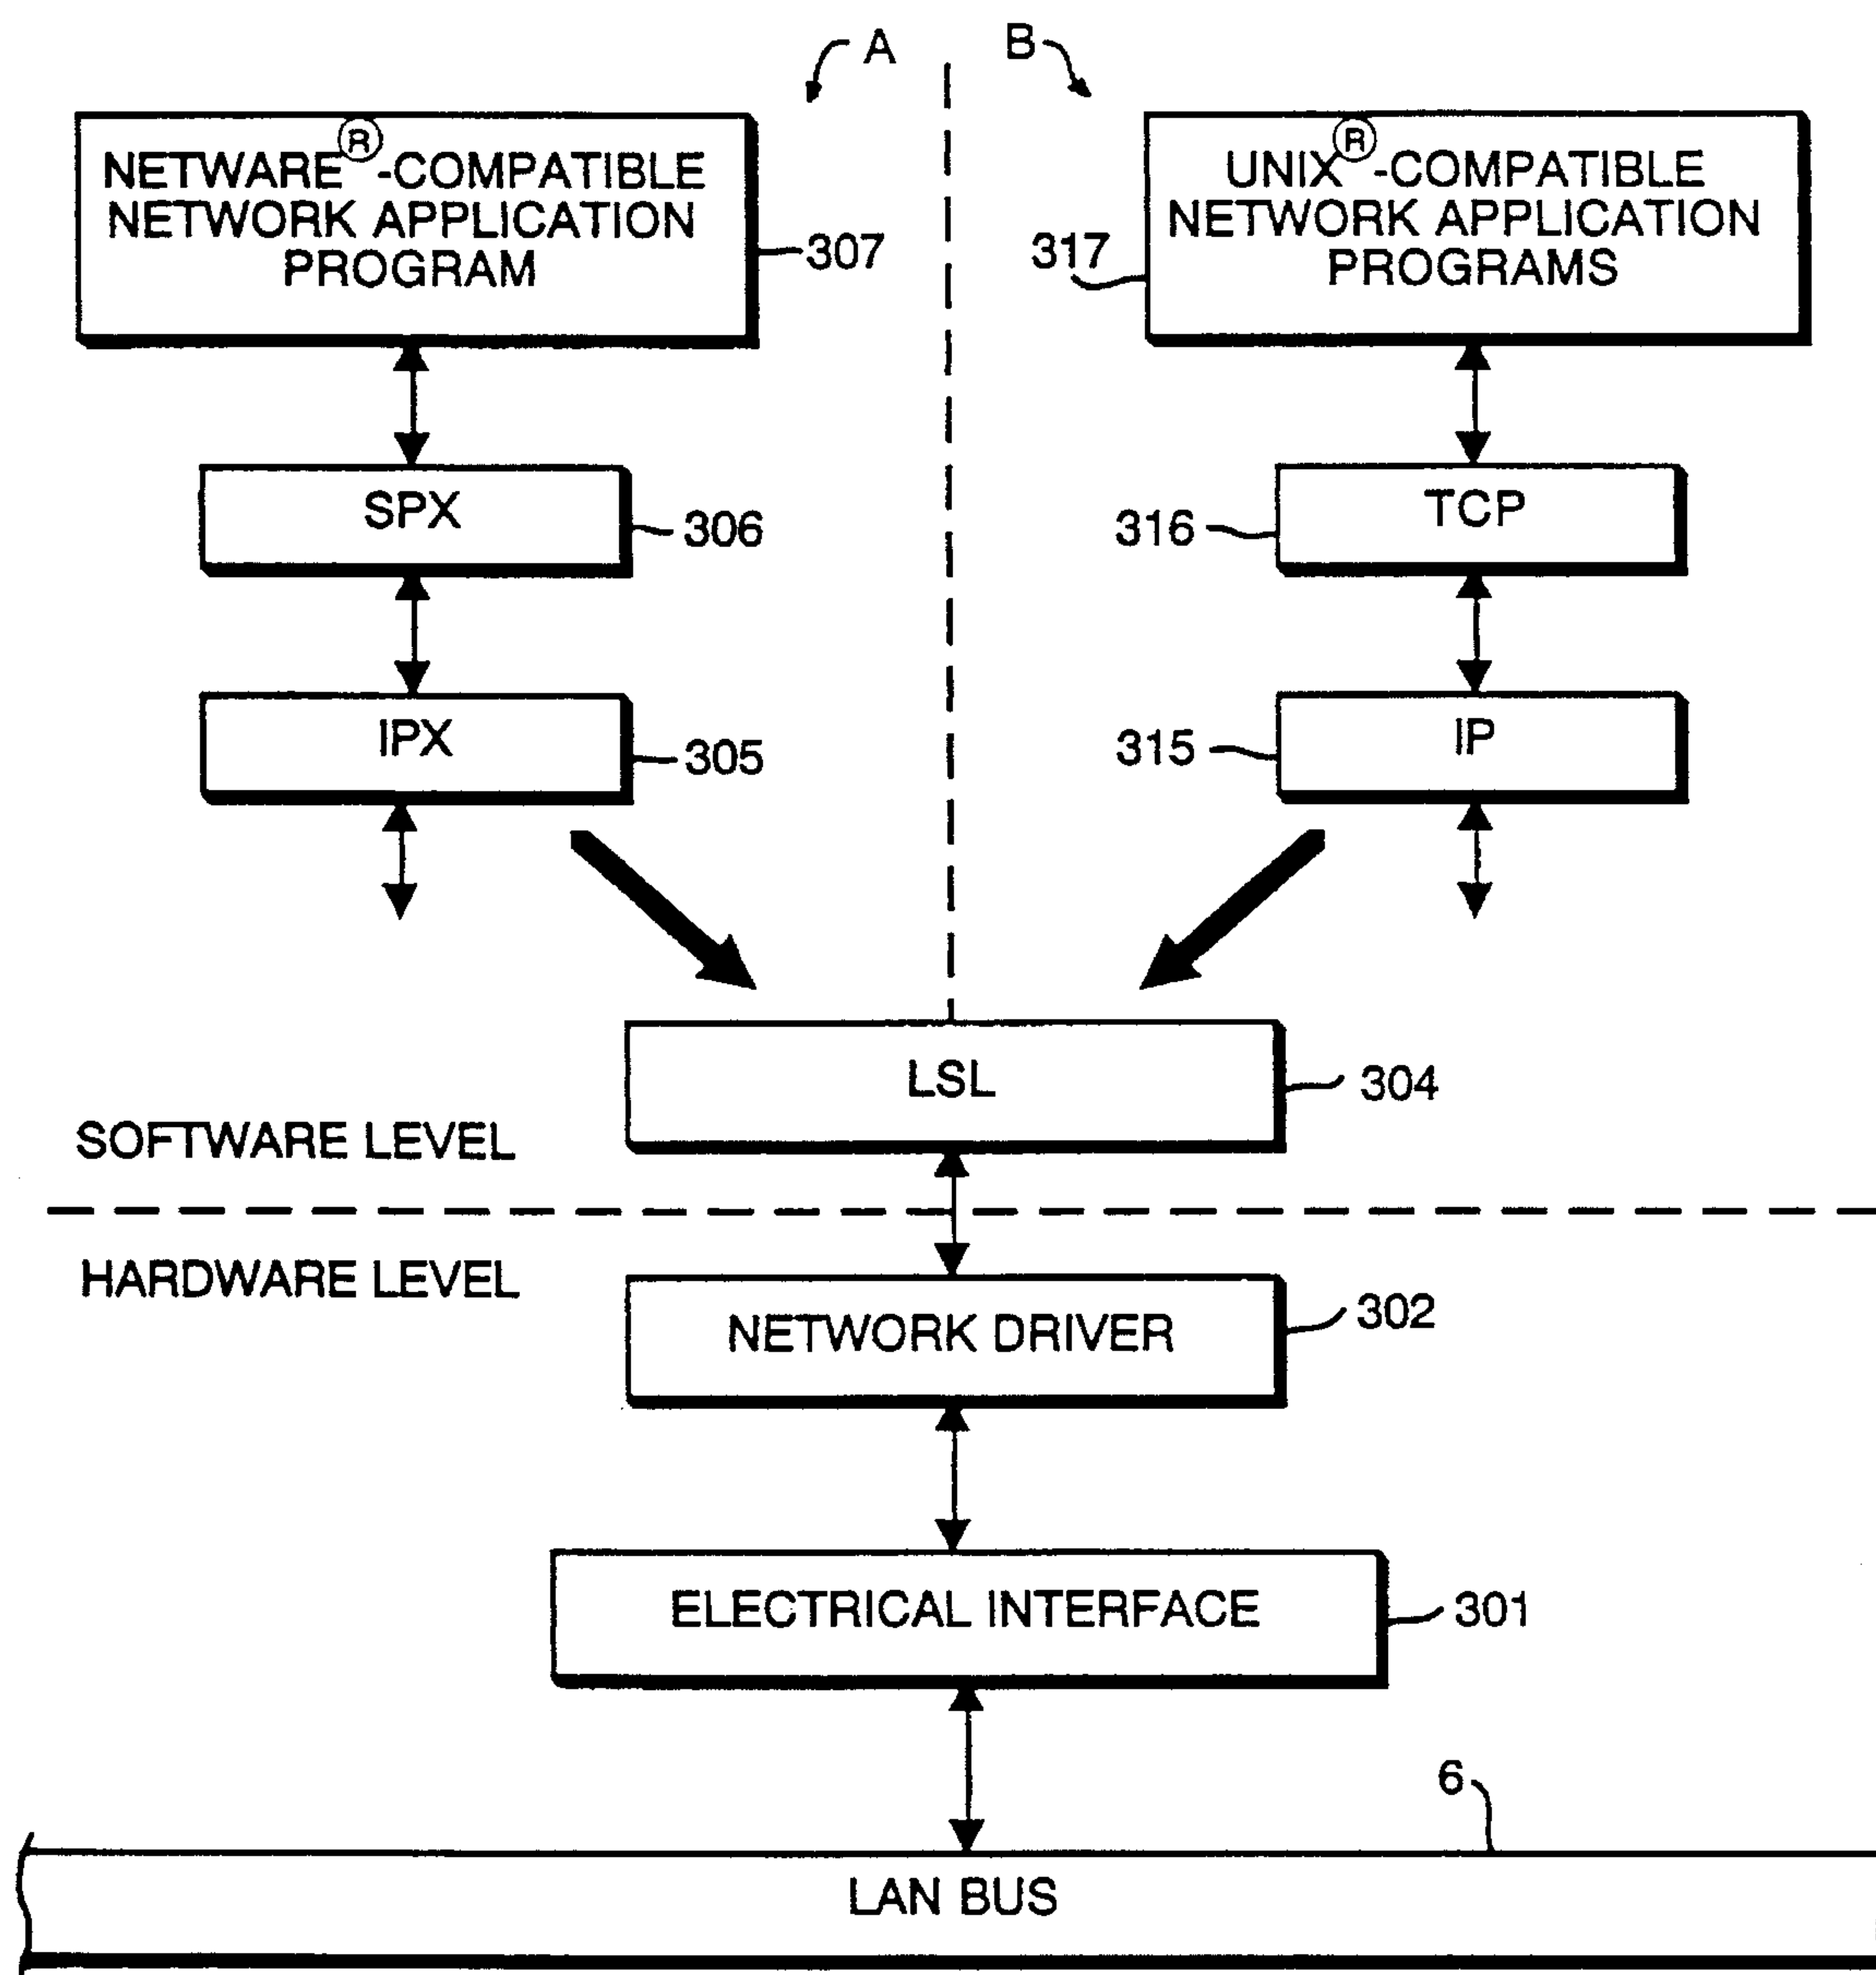 A
B
NETWARE®-COMPATIBLE
NETWORK APPLICATION
PROGRAM
307
317
UNIX®-COMPATIBLE
NETWORK APPLICATION
PROGRAMS
SPX
306
316
TCP
IPX
305
315
IP
LSL
304
SOFTWARE LEVEL
HARDWARE LEVEL
NETWORK DRIVER
302
ELECTRICAL INTERFACE
301
6
LAN BUS